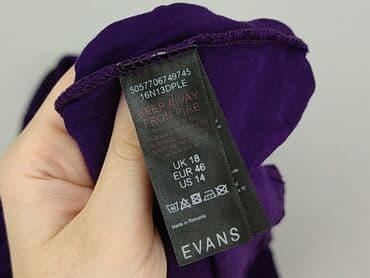 5057706749745
16N13DPLE
KEEP AWAY
FROM FIRE
UK 18
EUR 46
US 14
Made in Romania
EVANS